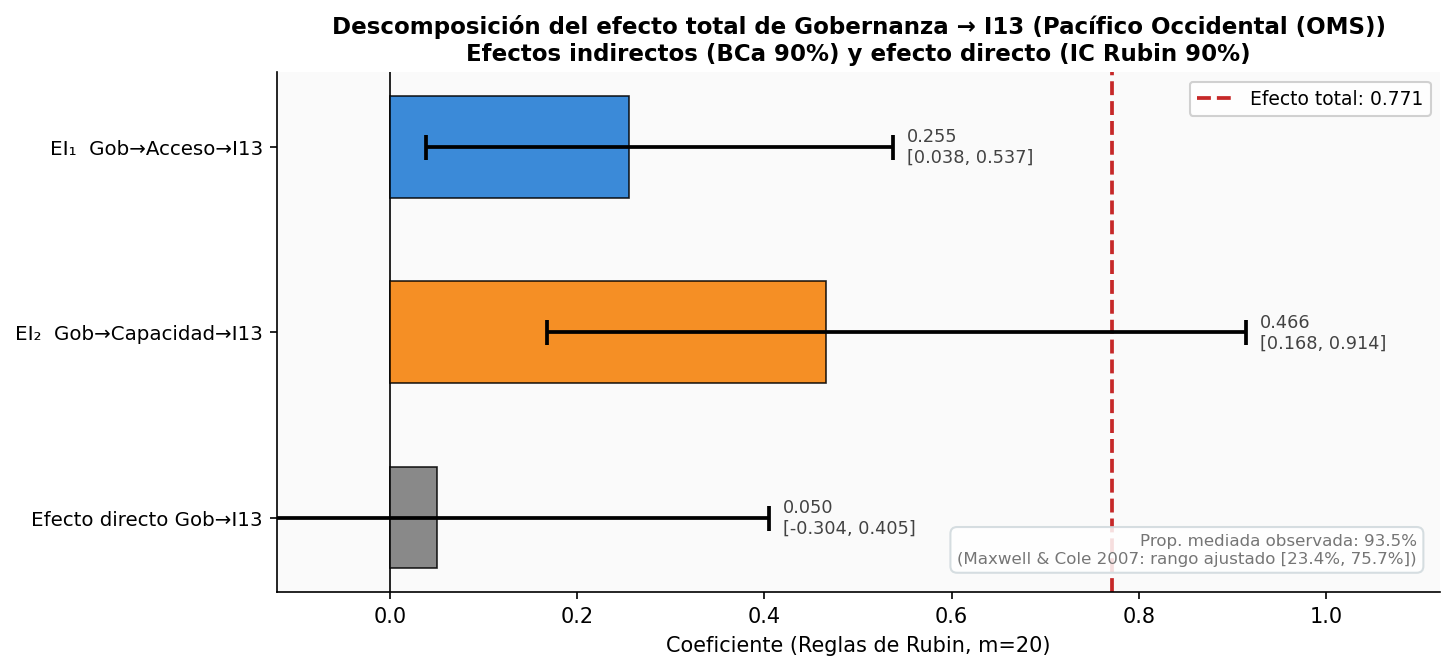 Descomposición del efecto total de Gobernanza → I13 (Pacífico Occidental (OMS))
Efectos indirectos (BCa 90%) y efecto directo (IC Rubin 90%)
Efecto total: 0.771
EI₁  Gob→Acceso→I13
0.255
[0.038, 0.537]
EI₂  Gob→Capacidad→I13
0.466
[0.168, 0.914]
Efecto directo Gob→I13
0.050
[-0.304, 0.405]
Prop. mediada observada: 93.5%
(Maxwell & Cole 2007: rango ajustado [23.4%, 75.7%])
0.0 0.2 0.4 0.6 0.8 1.0
Coeficiente (Reglas de Rubin, m=20)